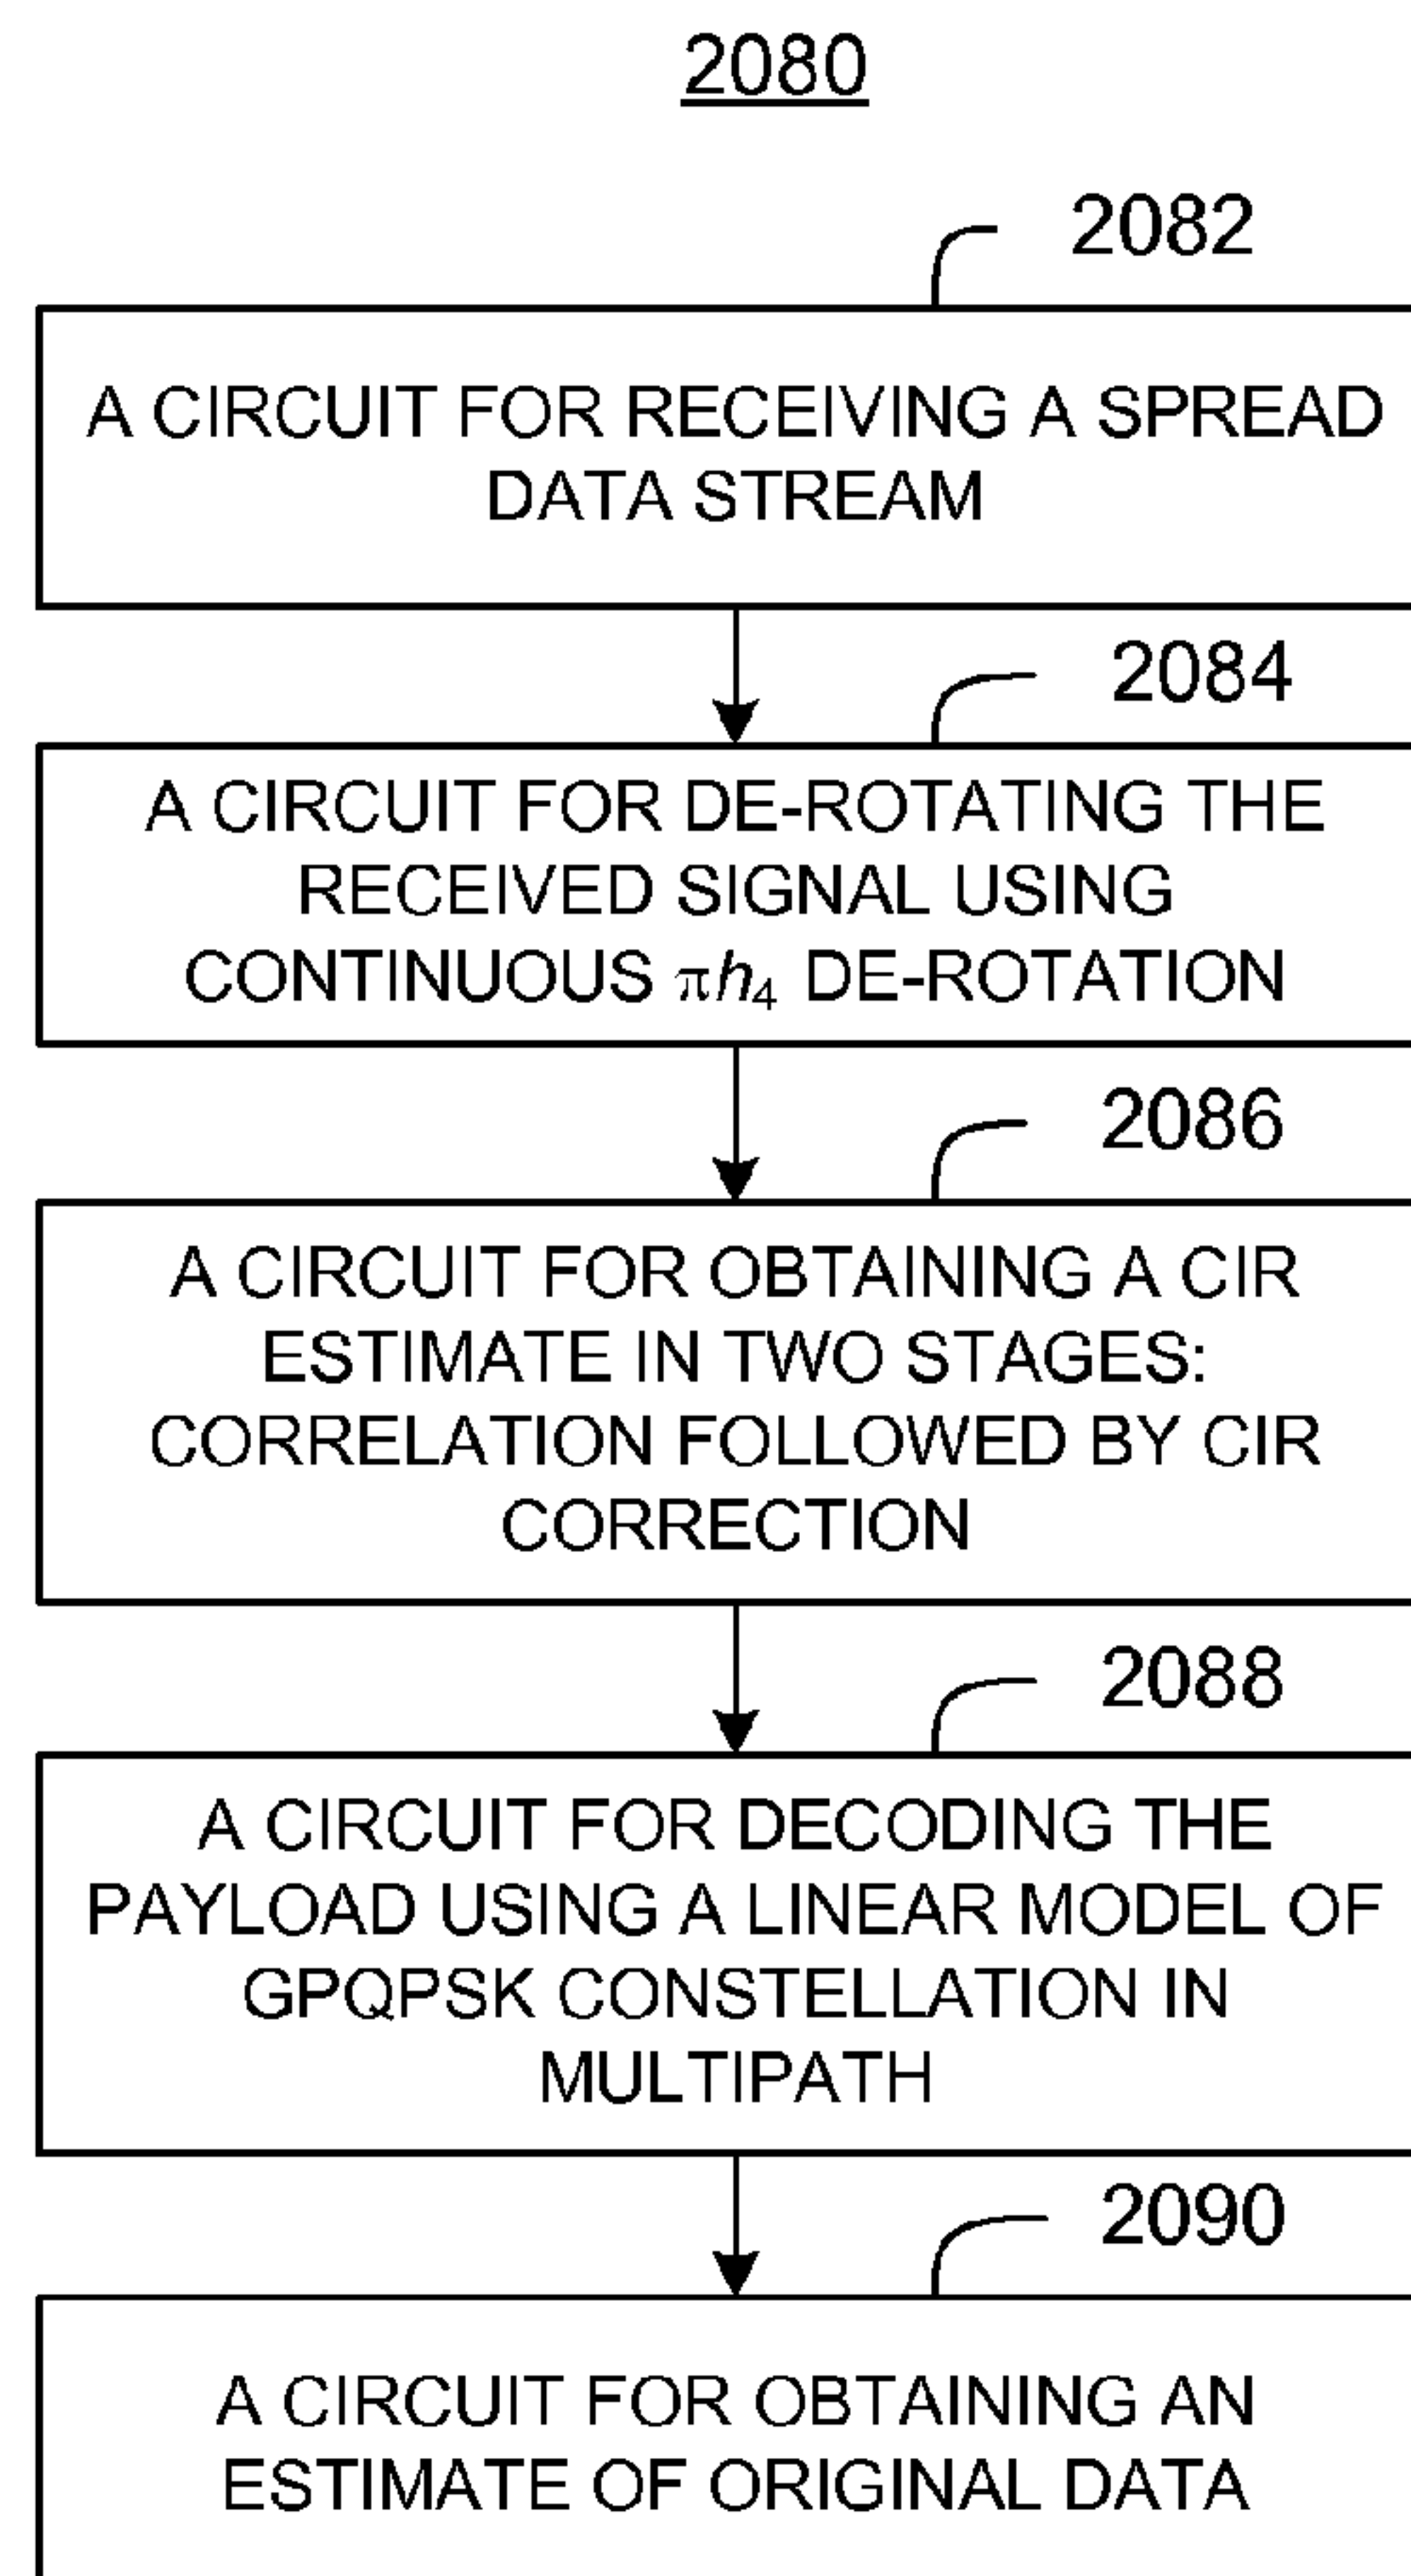 2080
2082
A CIRCUIT FOR RECEIVING A SPREAD
DATA STREAM
2084
A CIRCUIT FOR DE-ROTATING THE
RECEIVED SIGNAL USING
CONTINUOUS πh₄ DE-ROTATION
2086
A CIRCUIT FOR OBTAINING A CIR
ESTIMATE IN TWO STAGES:
CORRELATION FOLLOWED BY CIR
CORRECTION
2088
A CIRCUIT FOR DECODING THE
PAYLOAD USING A LINEAR MODEL OF
GPQPSK CONSTELLATION IN
MULTIPATH
2090
A CIRCUIT FOR OBTAINING AN
ESTIMATE OF ORIGINAL DATA